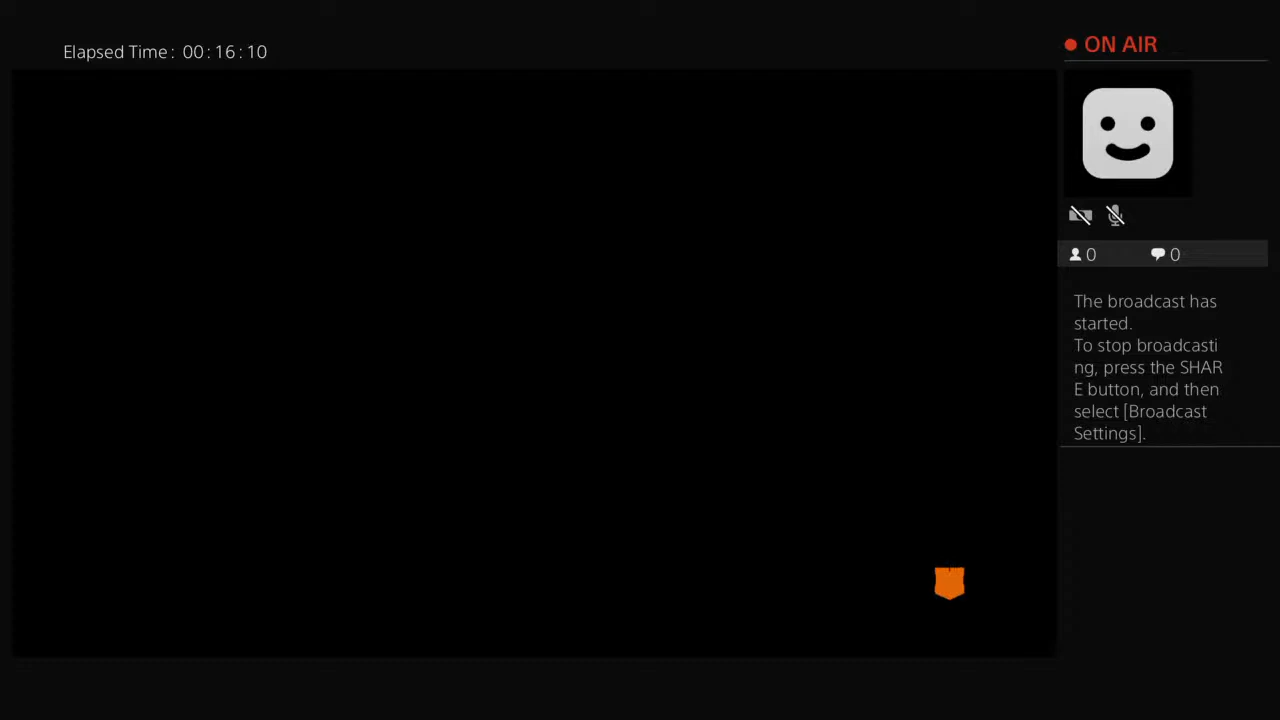 Elapsed Time: 00:16:10
ON AIR
0 0
The broadcast has
started.
To stop broadcasti
ng, press the SHAR
E button, and then
select [Broadcast
Settings].